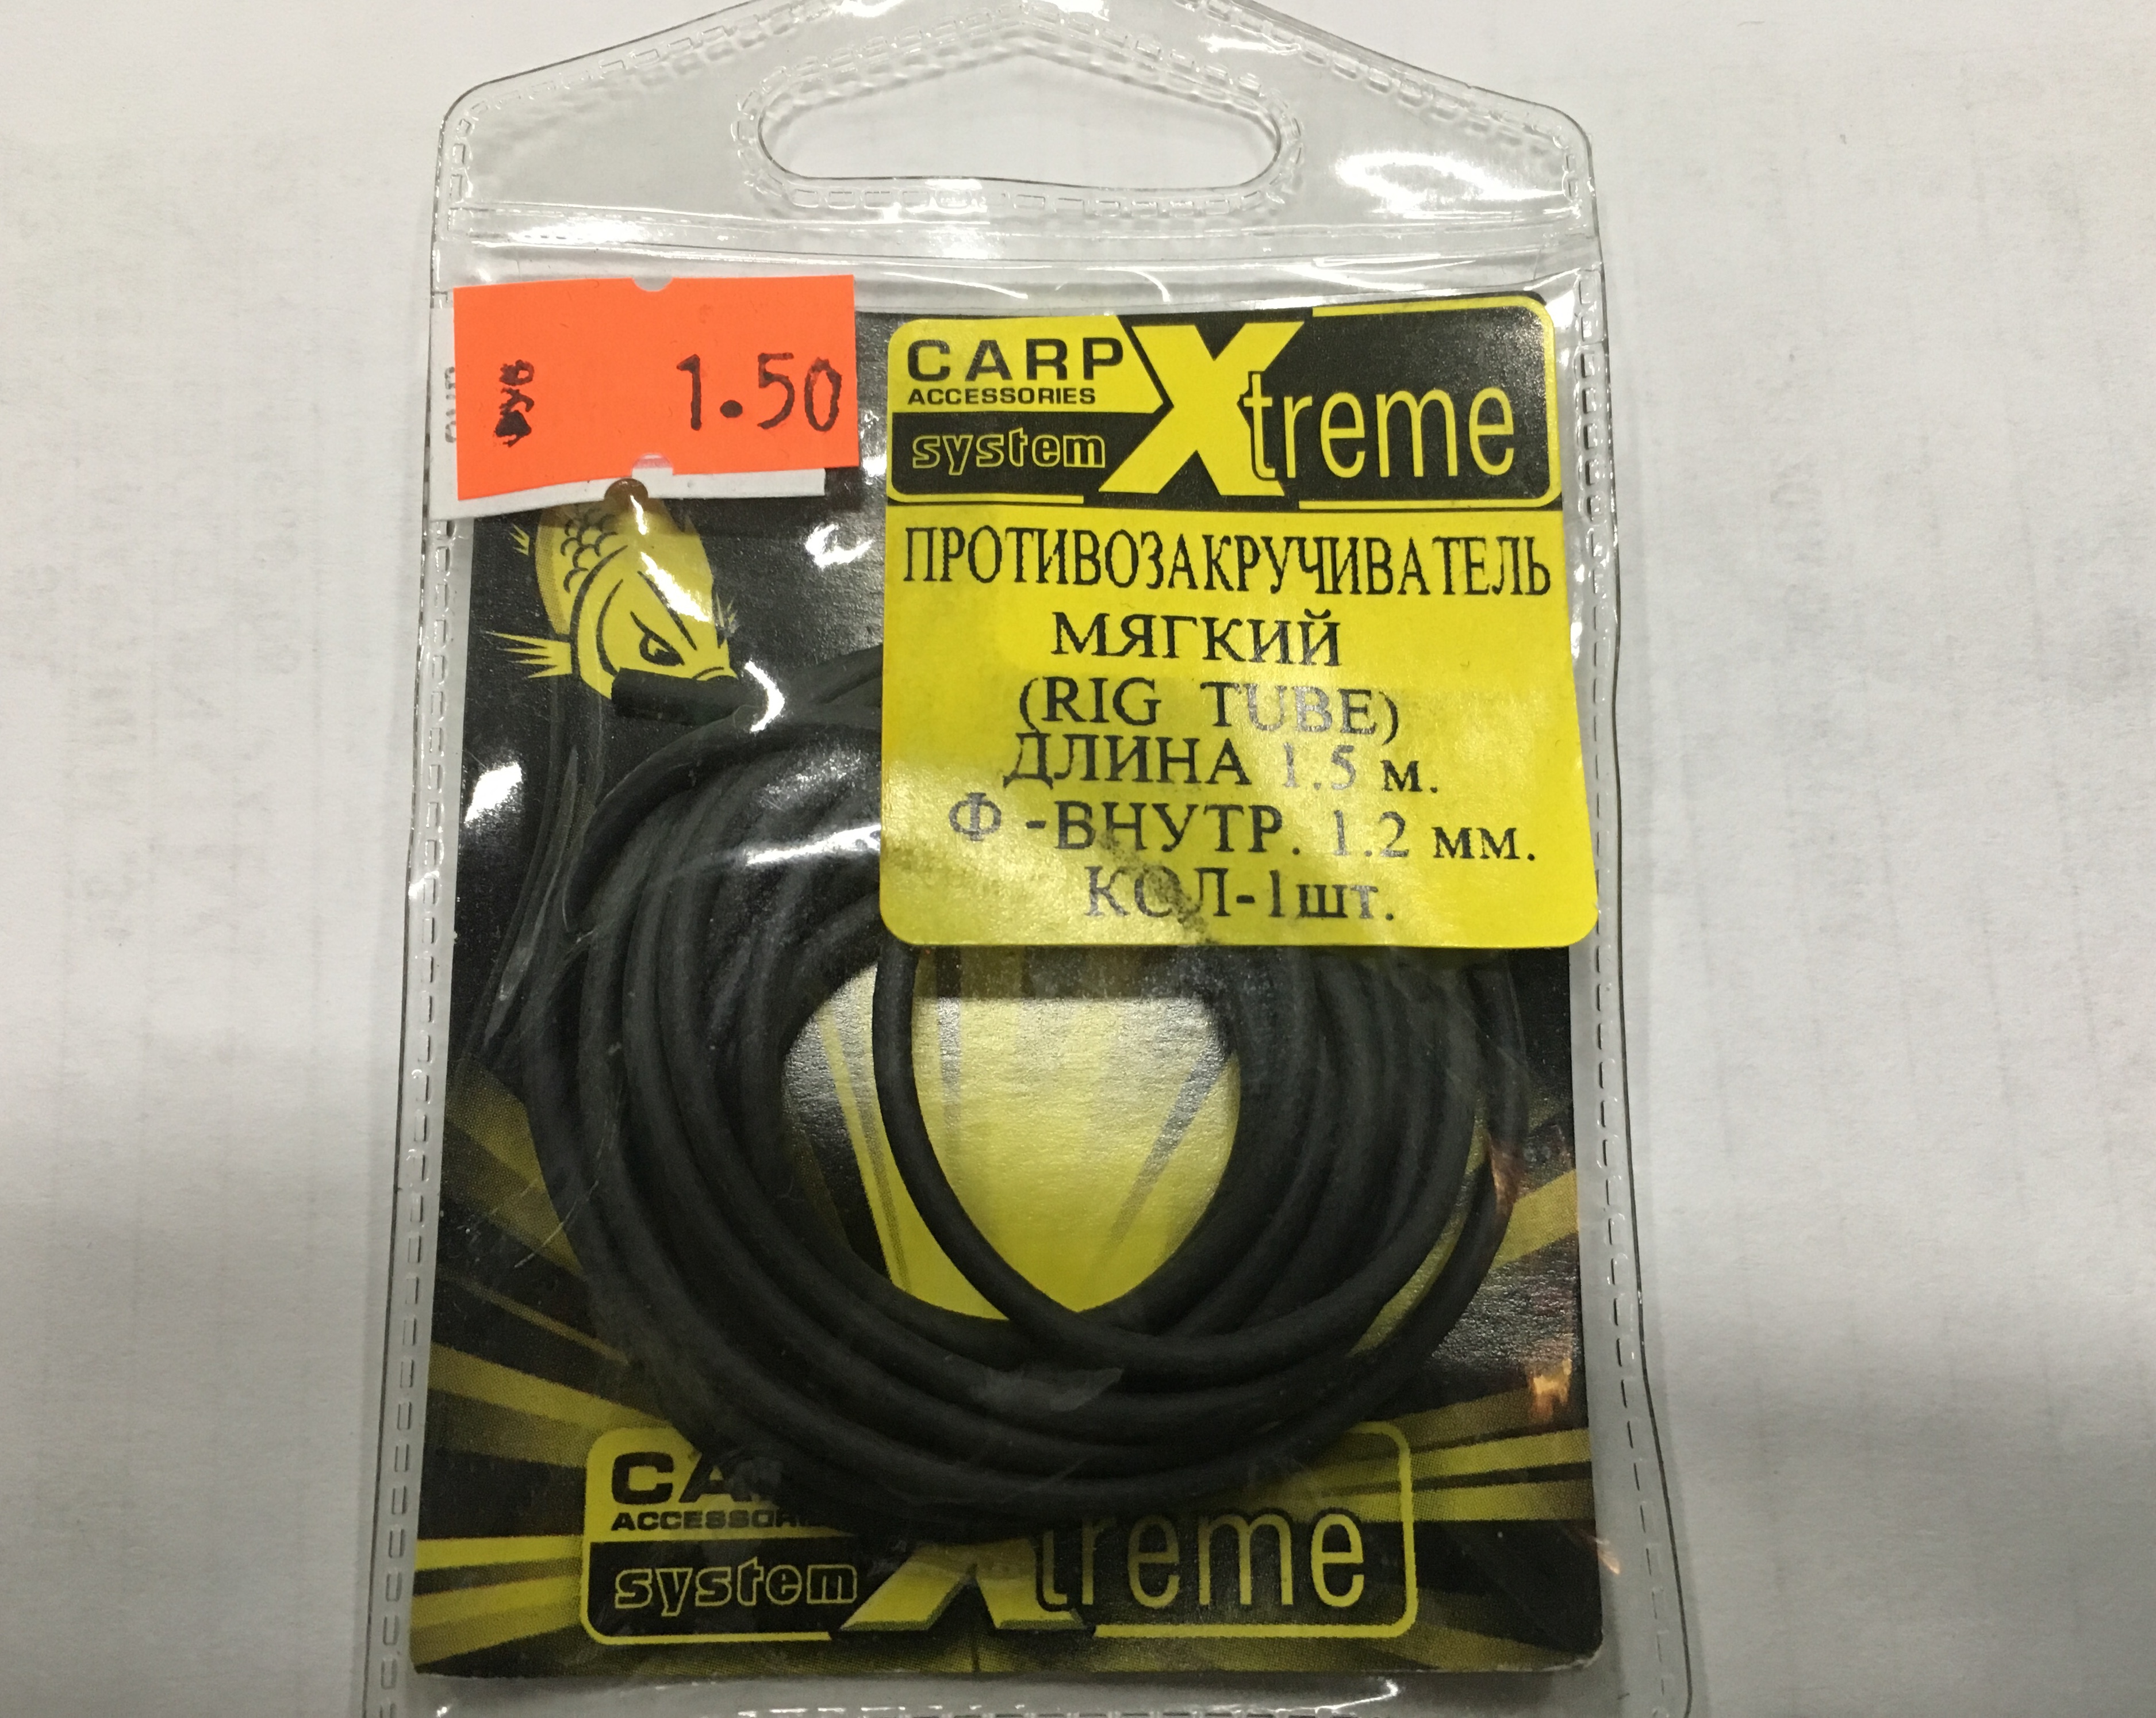 руб 1.50
CARP
ACCESSORIES
system Xtreme
ПРОТИВОЗАКРУЧИВАТЕЛЬ
МЯГКИЙ
(RIG TUBE)
ДЛИНА 1.5 м.
Ф -ВНУТР. 1.2 мм.
КОЛ-1шт.
system Xtreme